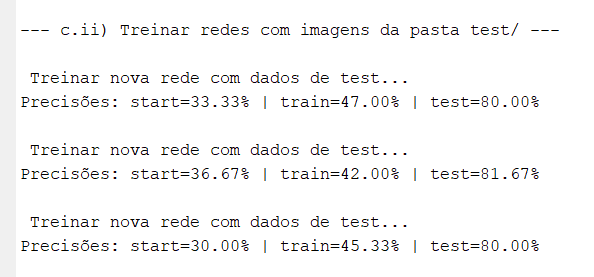 --- c.ii) Treinar redes com imagens da pasta test/ ---
Treinar nova rede com dados de test...
Precisões: start=33.33% | train=47.00% | test=80.00%
Treinar nova rede com dados de test...
Precisões: start=36.67% | train=42.00% | test=81.67%
Treinar nova rede com dados de test...
Precisões: start=30.00% | train=45.33% | test=80.00%